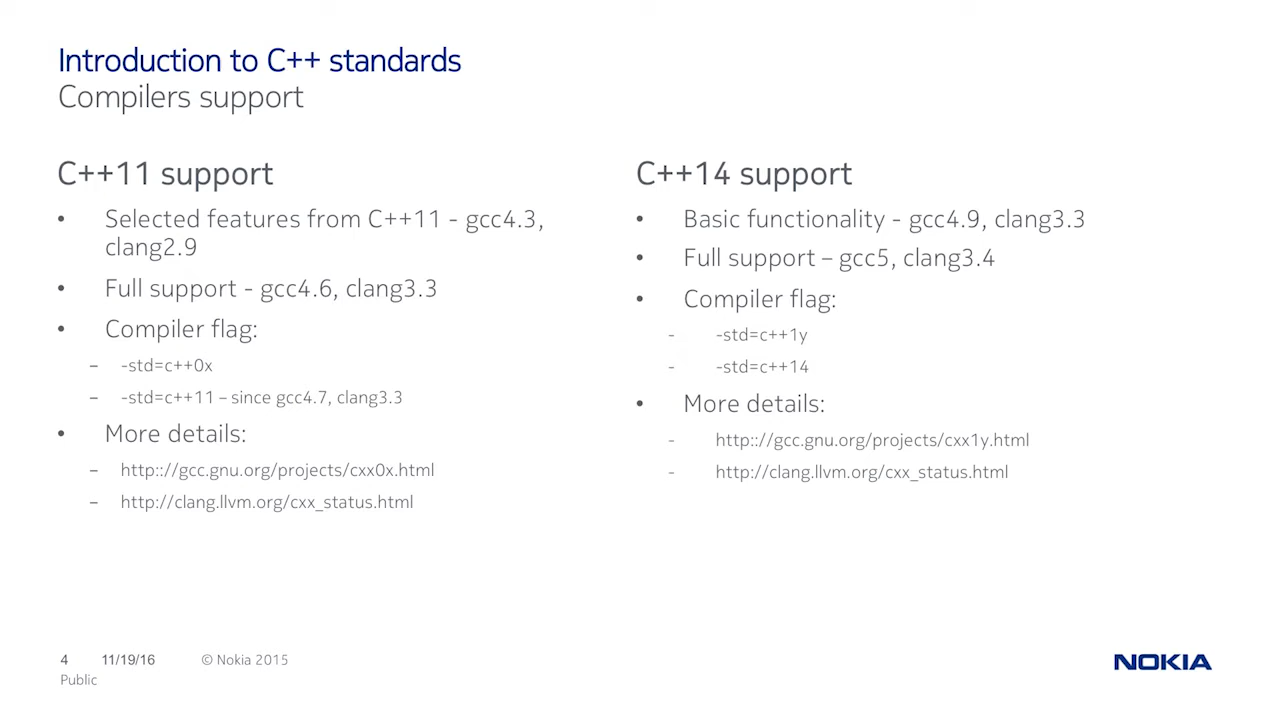 Introduction to C++ standards
Compilers support
C++11 support
• Selected features from C++11 - gcc4.3,
clang2.9
• Full support - gcc4.6, clang3.3
• Compiler flag:
– -std=c++0x
– -std=c++11 – since gcc4.7, clang3.3
• More details:
– http:://gcc.gnu.org/projects/cxx0x.html
– http://clang.llvm.org/cxx_status.html
C++14 support
• Basic functionality - gcc4.9, clang3.3
• Full support – gcc5, clang3.4
• Compiler flag:
- -std=c++1y
- -std=c++14
• More details:
- http:://gcc.gnu.org/projects/cxx1y.html
- http://clang.llvm.org/cxx_status.html
4 11/19/16 © Nokia 2015
Public
NOKIA